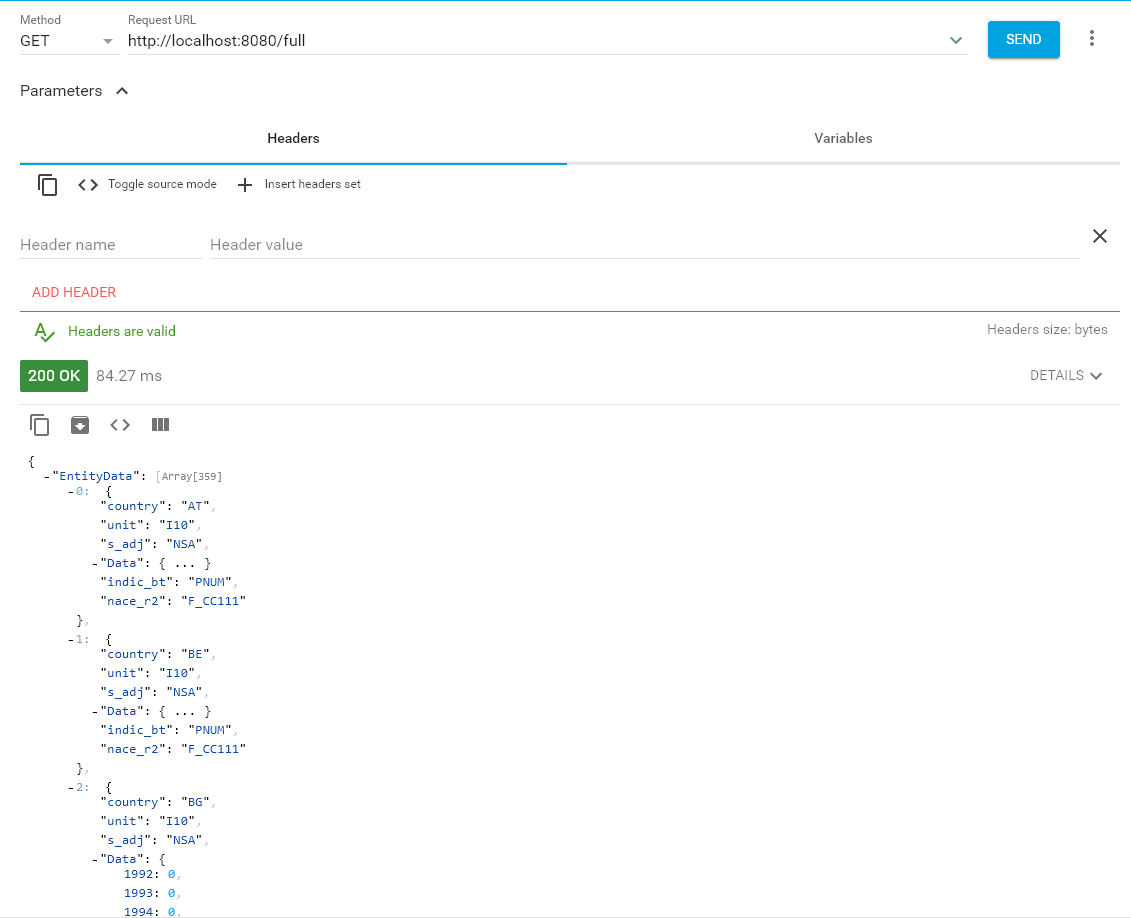 Method Request URL
GET http://localhost:8080/full SEND
Parameters
Headers Variables
Toggle source mode Insert headers set
Header name Header value
ADD HEADER
Headers are valid Headers size: bytes
200 OK 84.27 ms DETAILS
{
-"EntityData": [Array[359]
-0: {
"country": "AT",
"unit": "I10",
"s_adj": "NSA",
-"Data": { ... }
"indic_bt": "PNUM",
"nace_r2": "F_CC111"
},
-1: {
"country": "BE",
"unit": "I10",
"s_adj": "NSA",
-"Data": { ... }
"indic_bt": "PNUM",
"nace_r2": "F_CC111"
},
-2: {
"country": "BG",
"unit": "I10",
"s_adj": "NSA",
-"Data": {
1992: 0,
1993: 0,
1994: 0,